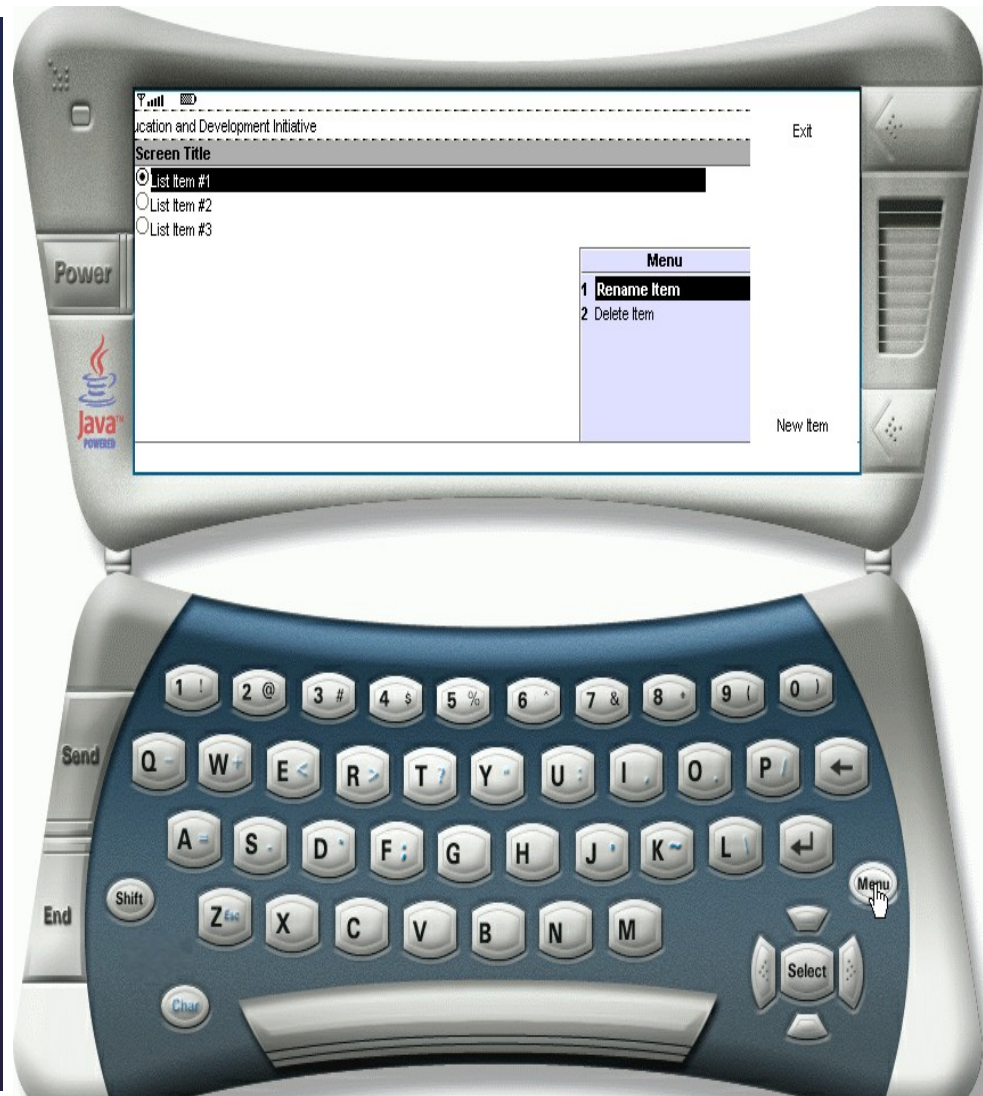 ucation and Development Initiative
Exit
Screen Title
List Item #1
List Item #2
List Item #3
Menu
1 Rename Item
2 Delete Item
New Item
Power
Java™
POWERED
1 ! 2 @ 3 # 4 $ 5 % 6 ^ 7 & 8 * 9 ( 0 )
Send
Q - W + E < R > T ? Y " U : I , O . P /
A = S . D ' F ; G H J ' K ~ L \
Menu
Shift
End
Z Esc X C V B N M
Select
Char